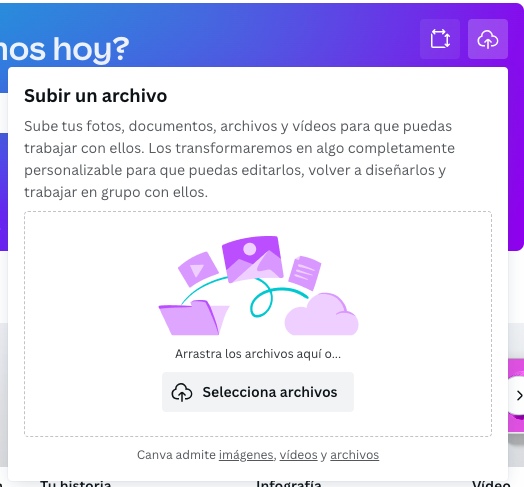 nos hoy?
Subir un archivo
Sube tus fotos, documentos, archivos y vídeos para que puedas
trabajar con ellos. Los transformaremos en algo completamente
personalizable para que puedas editarlos, volver a diseñarlos y
trabajar en grupo con ellos.
Arrastra los archivos aquí o...
Selecciona archivos
Canva admite imágenes, vídeos y archivos
Tu historia Infografía Vídeo